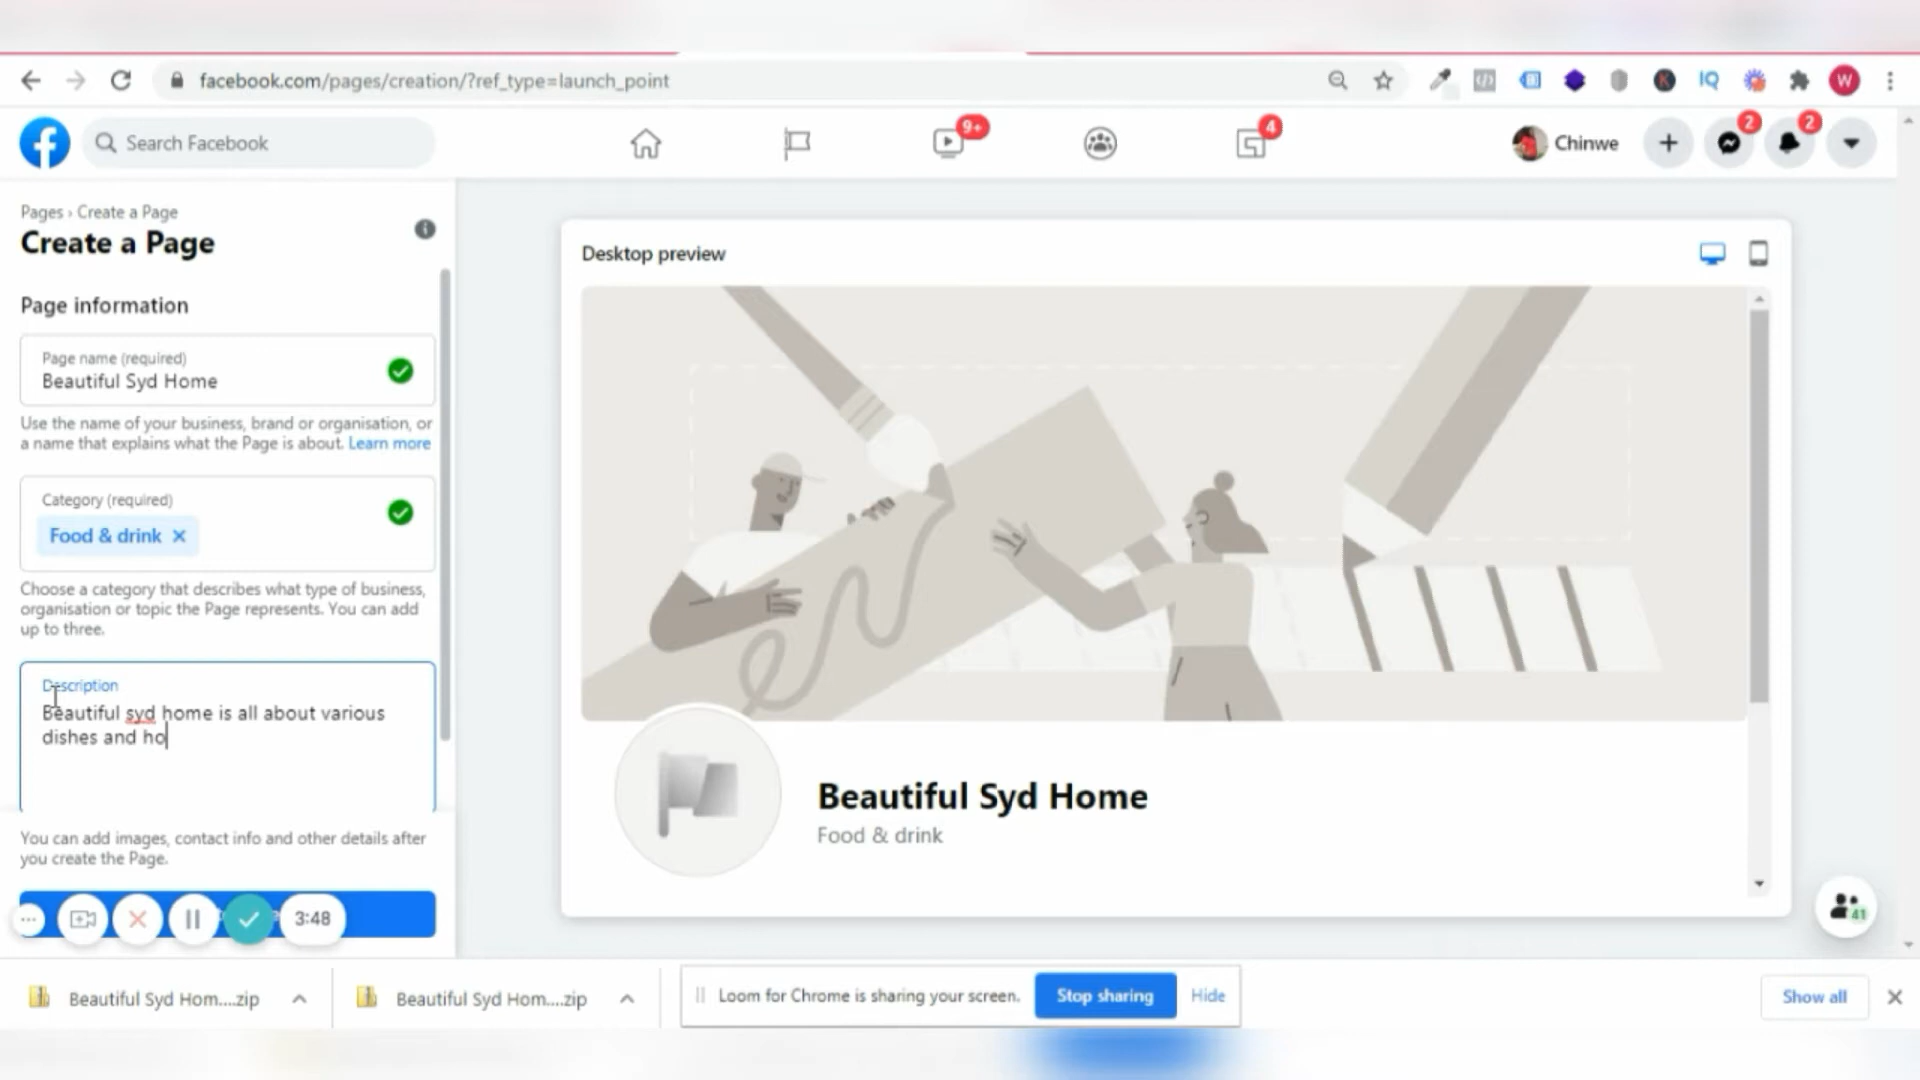 facebook.com/pages/creation/?ref_type=launch_point
IQ
W
Search Facebook
9+
4
Chinwe
2
2
Pages › Create a Page
Create a Page
Page information
Page name (required)
Beautiful Syd Home
Use the name of your business, brand or organisation, or
a name that explains what the Page is about. Learn more
Category (required)
Food & drink
Choose a category that describes what type of business,
organisation or topic the Page represents. You can add
up to three.
Description
Beautiful syd home is all about various
dishes and ho
You can add images, contact info and other details after
you create the Page.
3:48
Desktop preview
Beautiful Syd Home
Food & drink
41
Beautiful Syd Hom....zip
Beautiful Syd Hom....zip
Loom for Chrome is sharing your screen.
Stop sharing
Hide
Show all